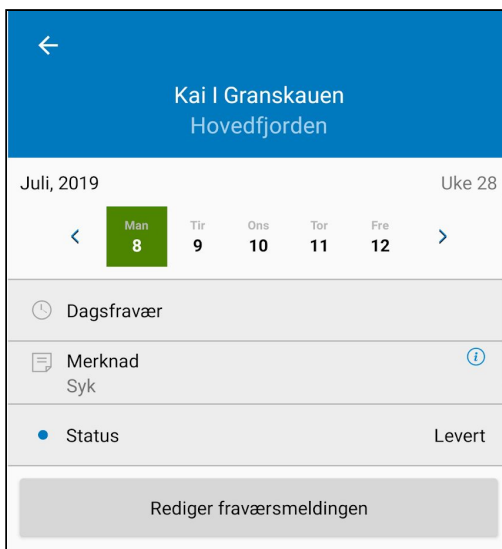 Kai I Granskauen
Hovedfjorden
Juli, 2019 Uke 28
Man Tir Ons Tor Fre
8 9 10 11 12
Dagsfravær
Merknad
Syk
Status Levert
Rediger fraværsmeldingen